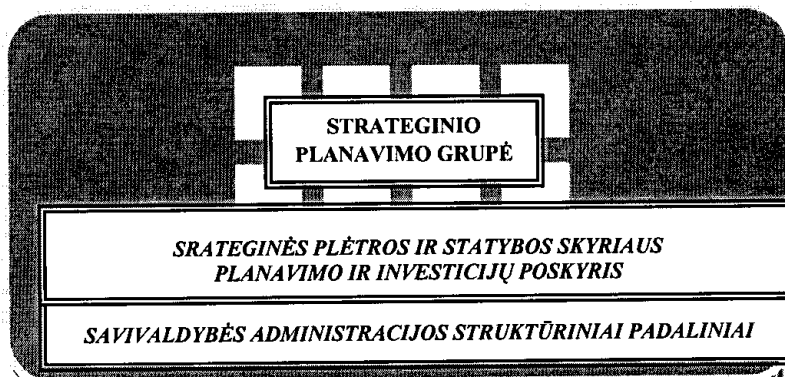 STRATEGINIO
PLANAVIMO GRUPĖ
SRATEGINĖS PLĖTROS IR STATYBOS SKYRIAUS
PLANAVIMO IR INVESTICIJŲ POSKYRIS
SAVIVALDYBĖS ADMINISTRACIJOS STRUKTŪRINIAI PADALINIAI